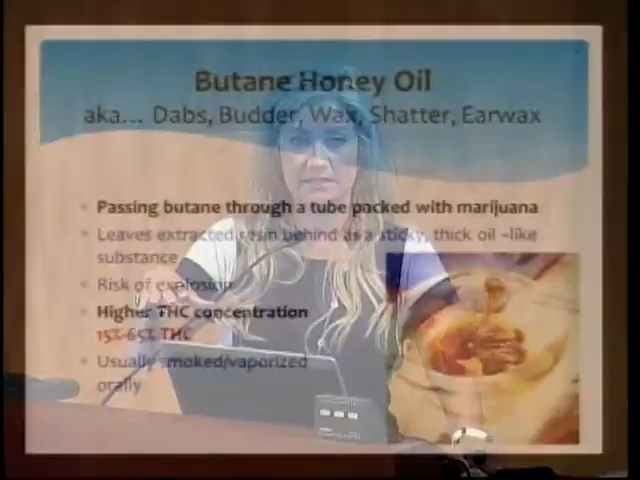 Butane Honey Oil
aka... Dabs, Budder, Wax, Shatter, Earwax
• Passing butane through a tube packed with marijuana
• Leaves extracted resin behind as a sticky, thick oil –like
substance
• Risk of explosion
• Higher THC concentration
15%-65% THC
• Usually smoked/vaporized
orally